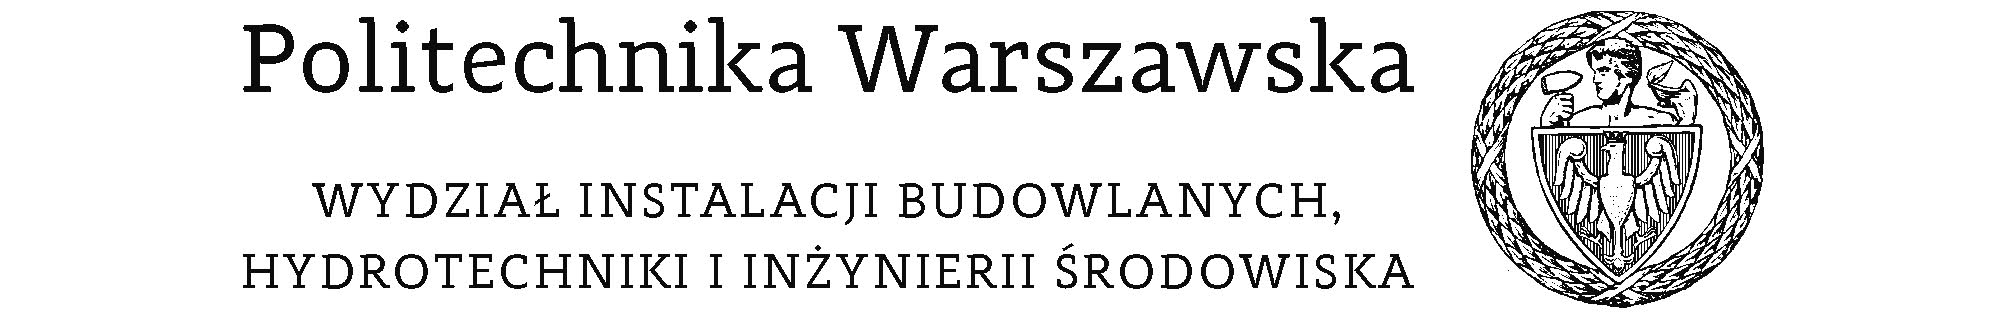 Politechnika Warszawska
WYDZIAŁ INSTALACJI BUDOWLANYCH,
HYDROTECHNIKI I INŻYNIERII ŚRODOWISKA